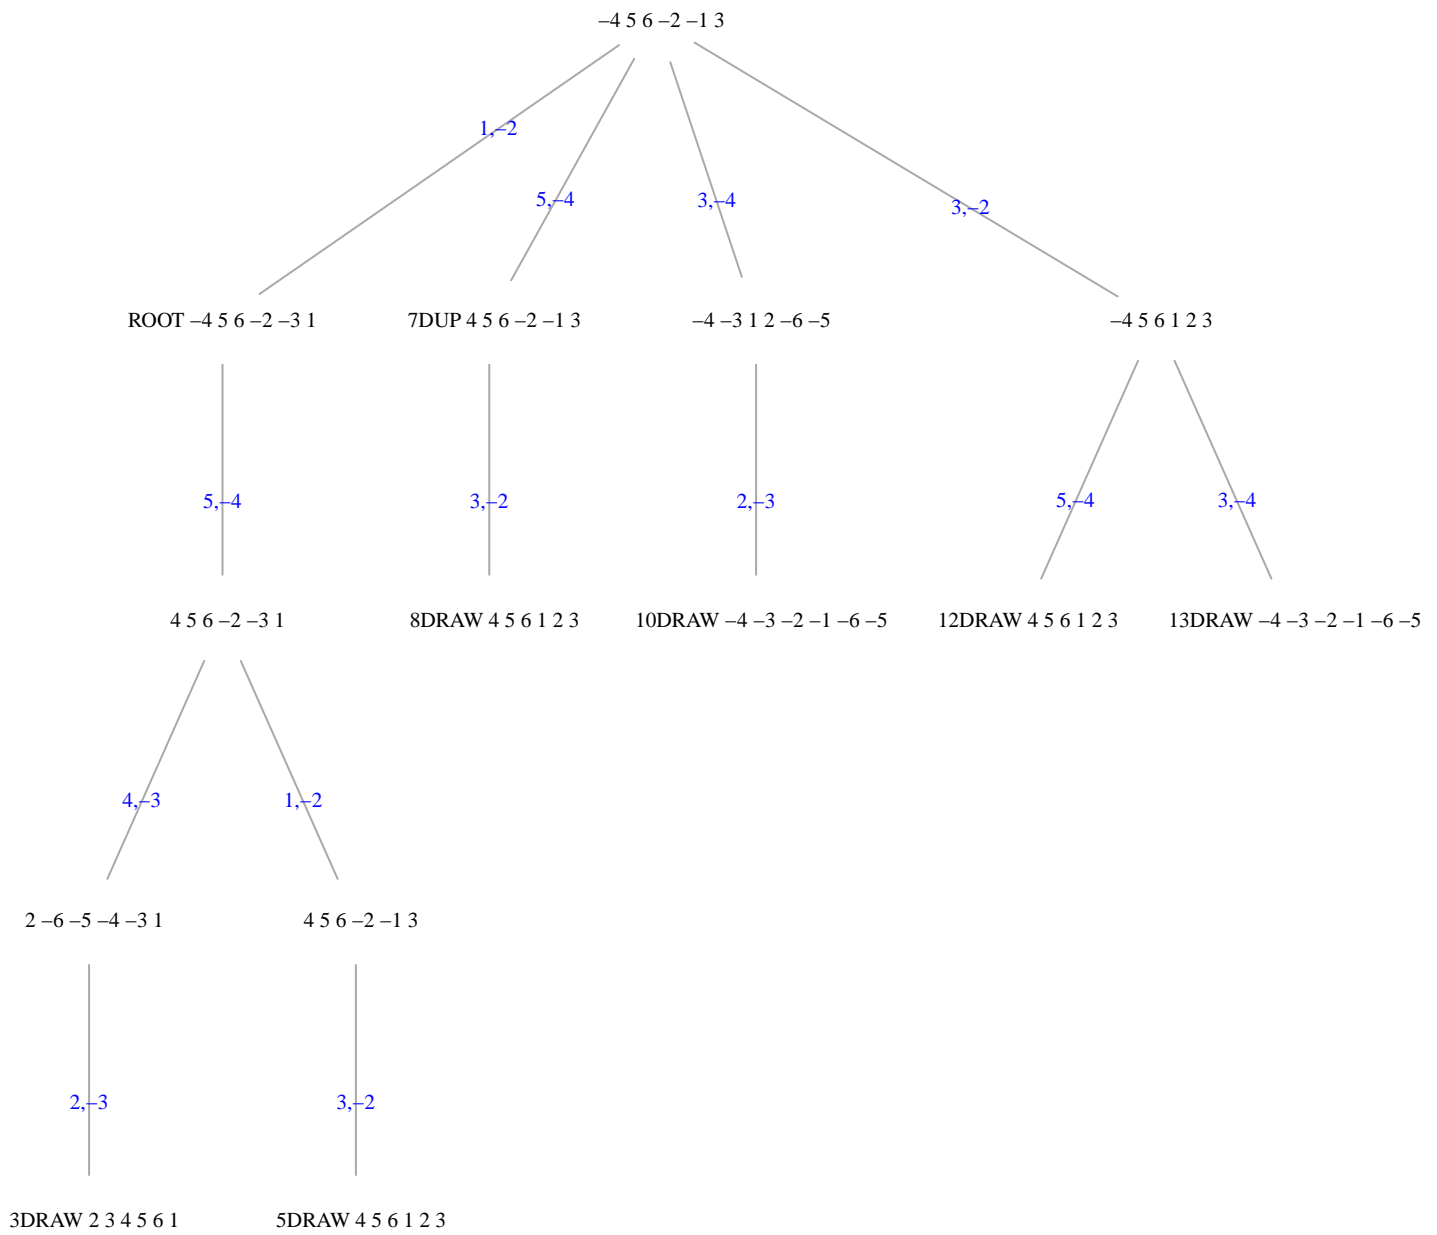 –4 5 6 –2 –1 3
1,–2
5,–4
3,–4
3,–2
ROOT –4 5 6 –2 –3 1
7DUP 4 5 6 –2 –1 3
–4 –3 1 2 –6 –5
–4 5 6 1 2 3
5,–4
3,–2
2,–3
5,–4
3,–4
4 5 6 –2 –3 1
8DRAW 4 5 6 1 2 3
10DRAW –4 –3 –2 –1 –6 –5
12DRAW 4 5 6 1 2 3
13DRAW –4 –3 –2 –1 –6 –5
4,–3
1,–2
2 –6 –5 –4 –3 1
4 5 6 –2 –1 3
2,–3
3,–2
3DRAW 2 3 4 5 6 1
5DRAW 4 5 6 1 2 3